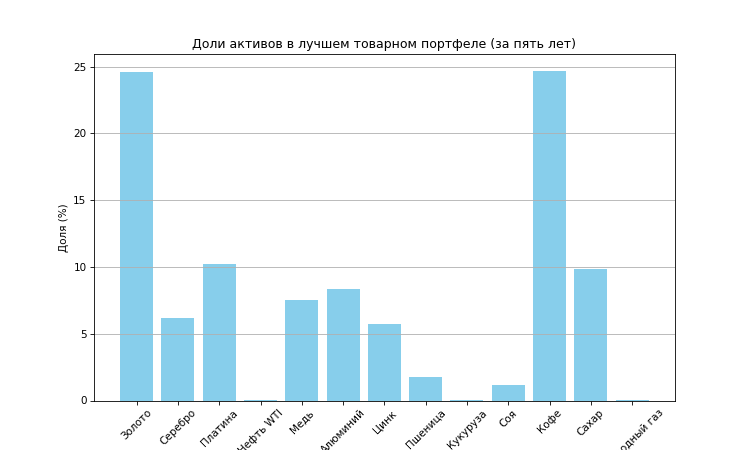 Доли активов в лучшем товарном портфеле (за пять лет)
Доля (%)
25
20
15
10
5
0
Золото
Серебро
Платина
Нефть WTI
Медь
Алюминий
Цинк
Пшеница
Кукуруза
Соя
Кофе
Сахар
газ